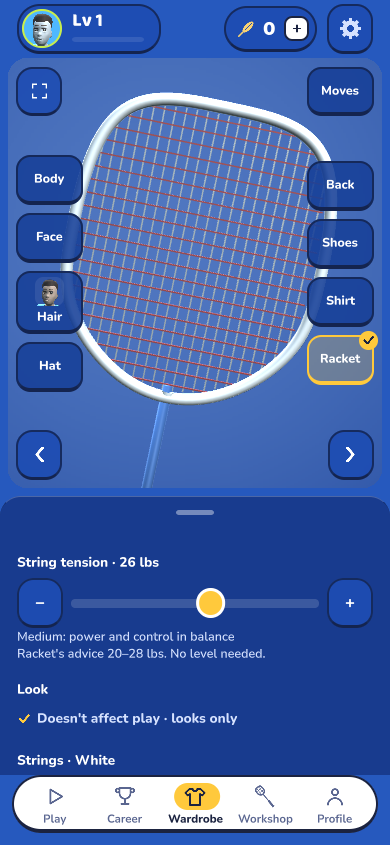 Lv 1
0
+
Moves
Body
Back
Face
Shoes
Hair
Shirt
Hat
Racket
String tension · 26 lbs
−
+
Medium: power and control in balance
Racket's advice 20–28 lbs. No level needed.
Look
Doesn't affect play · looks only
Strings · White
Play
Career
Wardrobe
Workshop
Profile